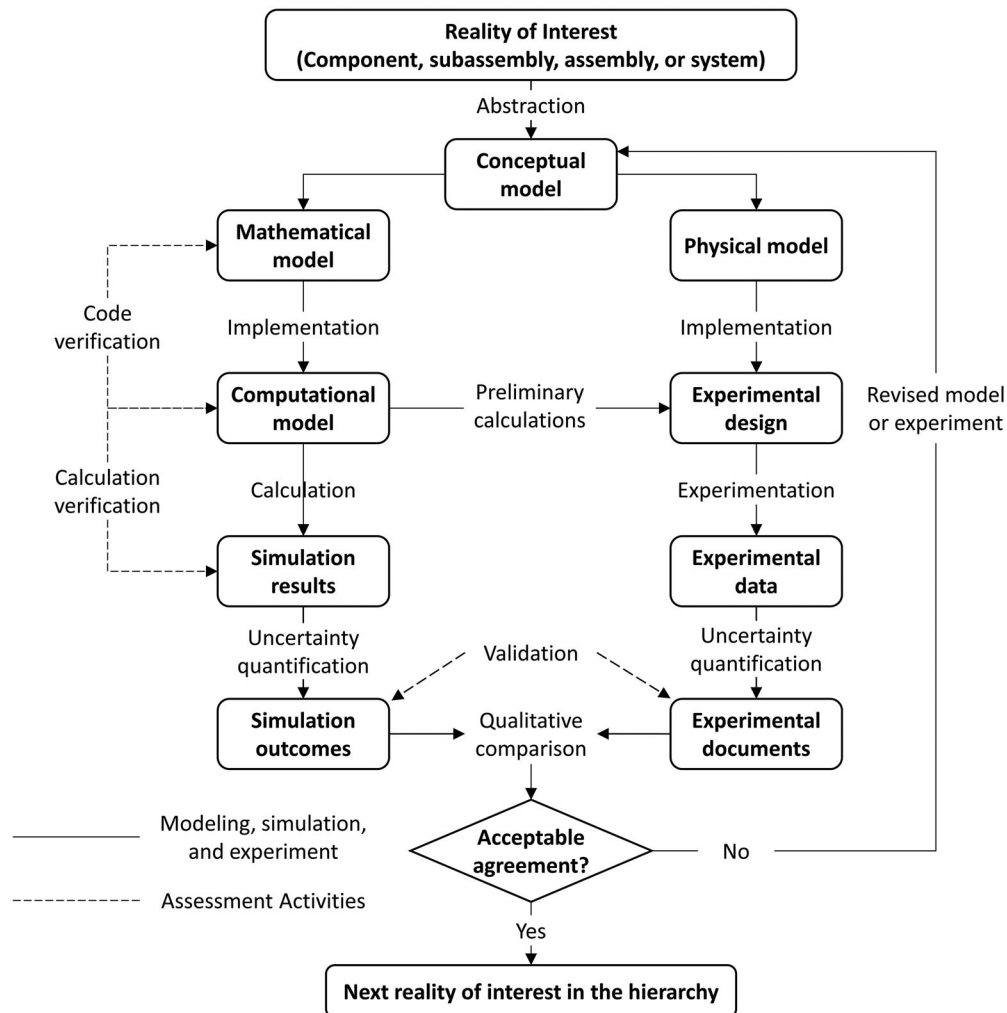 Reality of Interest
(Component, subassembly, assembly, or system)
Abstraction
Conceptual
model
Mathematical
model
Physical model
Code
verification
Implementation
Implementation
Computational
model
Preliminary
calculations
Experimental
design
Revised model
or experiment
Calculation
verification
Calculation
Experimentation
Simulation
results
Experimental
data
Uncertainty
quantification
Validation
Uncertainty
quantification
Simulation
outcomes
Qualitative
comparison
Experimental
documents
Modeling, simulation,
and experiment
Acceptable
agreement?
No
Assessment Activities
Yes
Next reality of interest in the hierarchy